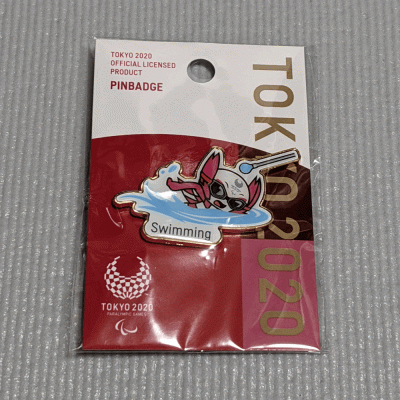 TOKYO 2020
OFFICIAL LICENSED
PRODUCT
PINBADGE
TOKYO 2020
Swimming
TOKYO 2020
PARALYMPIC GAMES